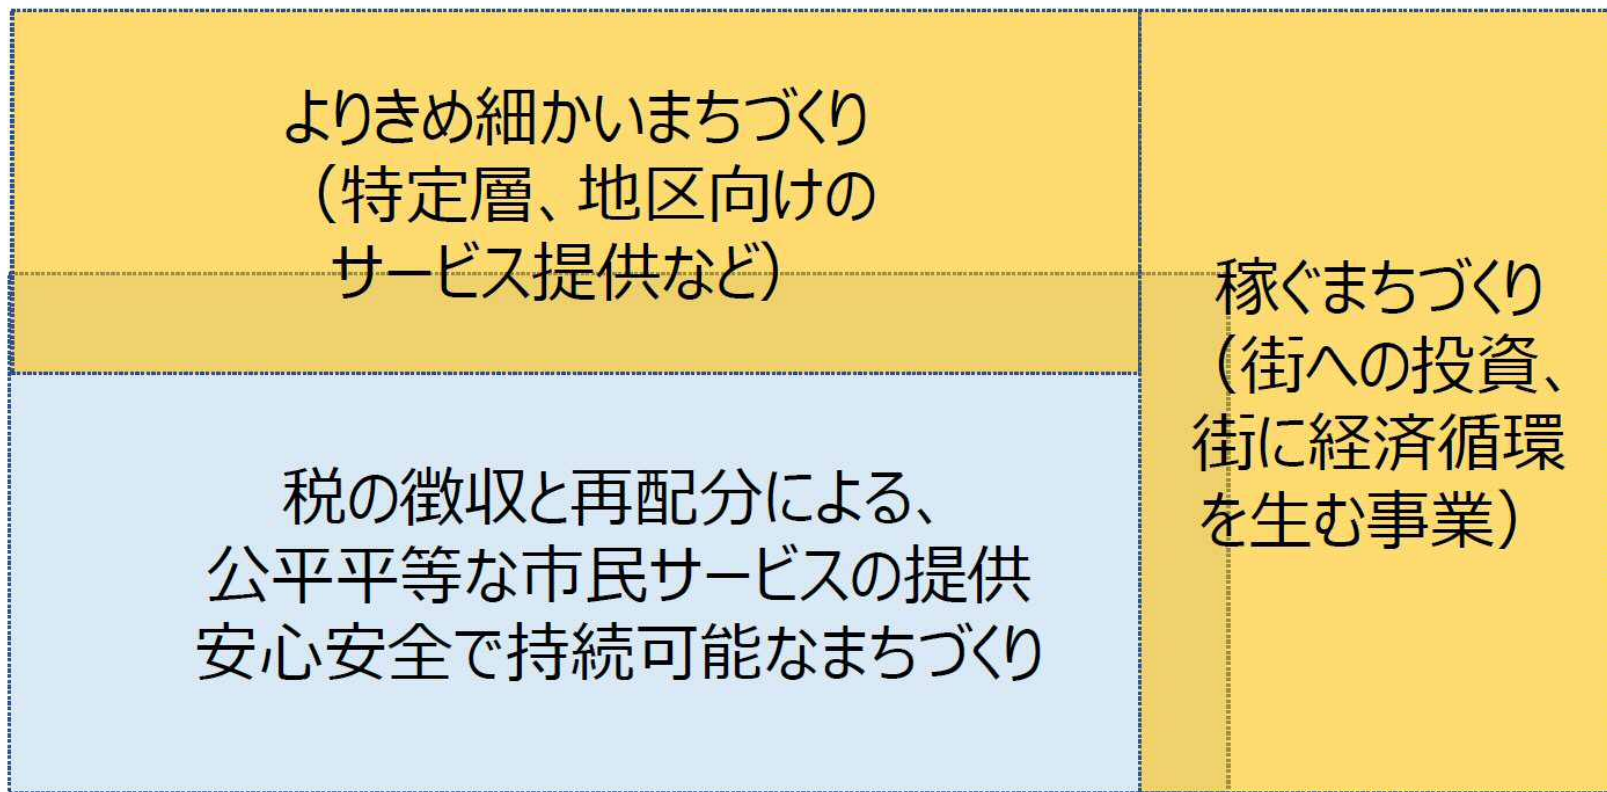 よりきめ細かいまちづくり
（特定層、地区向けの
サービス提供など）
稼ぐまちづくり
（街への投資、
街に経済循環
を生む事業）
税の徴収と再配分による、
公平平等な市民サービスの提供
安心安全で持続可能なまちづくり